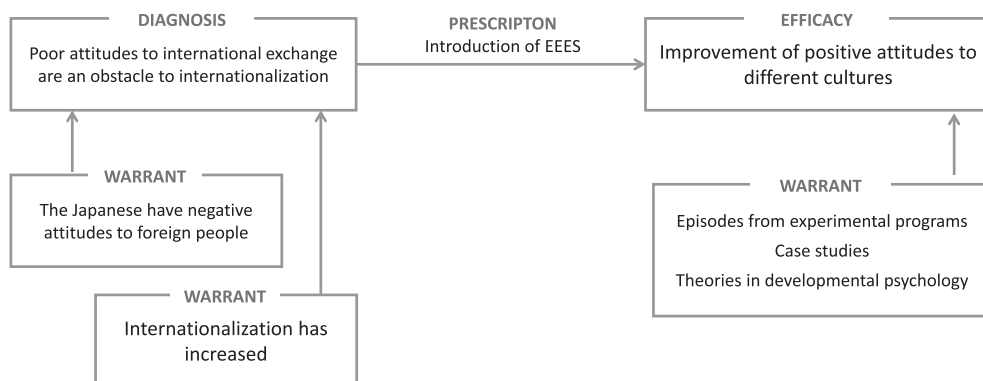 DIAGNOSIS
Poor attitudes to international exchange
are an obstacle to internationalization
PRESCRIPTON
Introduction of EEES
EFFICACY
Improvement of positive attitudes to
different cultures
WARRANT
The Japanese have negative
attitudes to foreign people
WARRANT
Internationalization has
increased
WARRANT
Episodes from experimental programs
Case studies
Theories in developmental psychology